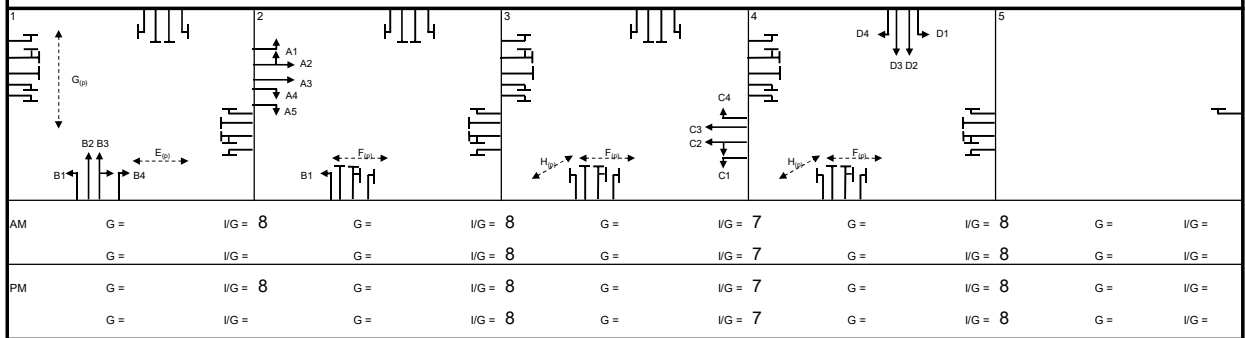 1 2 3 4 5
G(p)
B1 B2 B3 B4
E(p)
A1
A2
A3
A4
A5
B1
F(p)
H(p)
F(p)
C4
C3
C2
C1
H(p)
F(p)
D4 D3 D2 D1
AM G = I/G = 8 G = I/G = 8 G = I/G = 7 G = I/G = 8 G = I/G =
G = I/G = G = I/G = 8 G = I/G = 7 G = I/G = 8 G = I/G =
PM G = I/G = 8 G = I/G = 8 G = I/G = 7 G = I/G = 8 G = I/G =
G = I/G = G = I/G = 8 G = I/G = 7 G = I/G = 8 G = I/G =